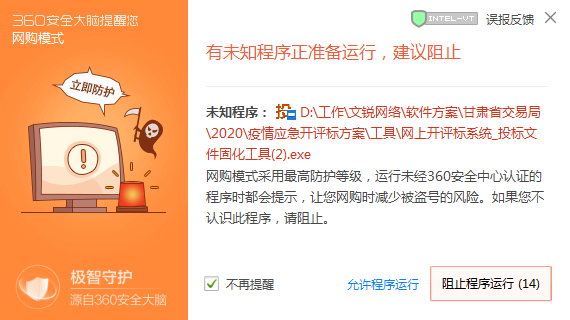 360安全大脑提醒您
网购模式
INTEL-VT
误报反馈
有未知程序正准备运行，建议阻止
立即防护
未知程序： D:\工作\文锐网络\软件方案\甘肃省交易局
\2020\疫情应急开评标方案\工具\网上开评标系统_投标文
件固化工具(2).exe
网购模式采用最高防护等级，运行未经360安全中心认证的
程序时都会提示，让您网购时减少被盗号的风险。如果您不
认识此程序，请阻止。
极智守护
源自360安全大脑
不再提醒
允许程序运行
阻止程序运行 (14)